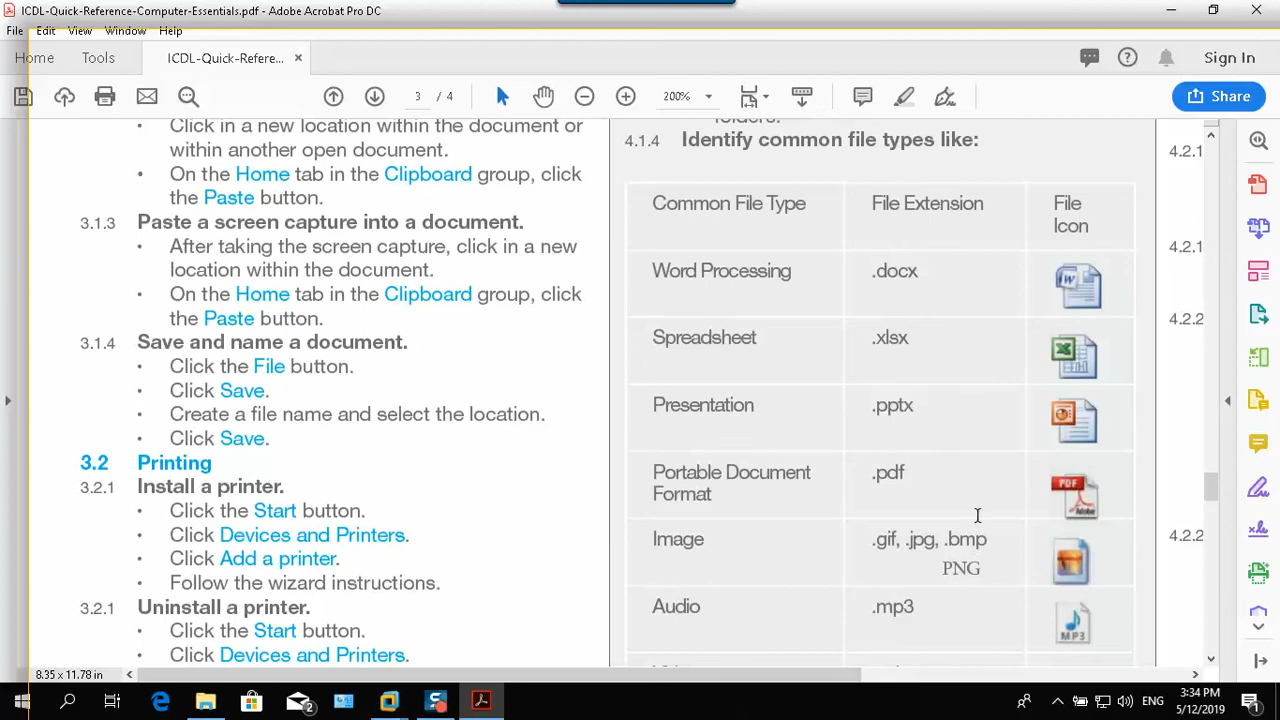 ICDL-Quick-Reference-Computer-Essentials.pdf - Adobe Acrobat Pro DC
File Edit View Window Help
Home Tools ICDL-Quick-Refere... × Sign In
3 / 4 200% Share
Click in a new location within the document or
within another open document.
• On the Home tab in the Clipboard group, click
the Paste button.
3.1.3 Paste a screen capture into a document.
• After taking the screen capture, click in a new
location within the document.
• On the Home tab in the Clipboard group, click
the Paste button.
3.1.4 Save and name a document.
• Click the File button.
• Click Save.
• Create a file name and select the location.
• Click Save.
3.2 Printing
3.2.1 Install a printer.
• Click the Start button.
• Click Devices and Printers.
• Click Add a printer.
• Follow the wizard instructions.
3.2.1 Uninstall a printer.
• Click the Start button.
• Click Devices and Printers.
folders.
4.1.4 Identify common file types like:
Common File Type File Extension File
Icon
Word Processing .docx
Spreadsheet .xlsx
Presentation .pptx
Portable Document .pdf
Format
PDF
Adobe
Image .gif, .jpg, .bmp
PNG
Audio .mp3
MP3
4.2.1
4.2.1
4.2.2
4.2.2
8.35 x 11.78 in
2
ENG
3:34 PM
5/12/2019
1